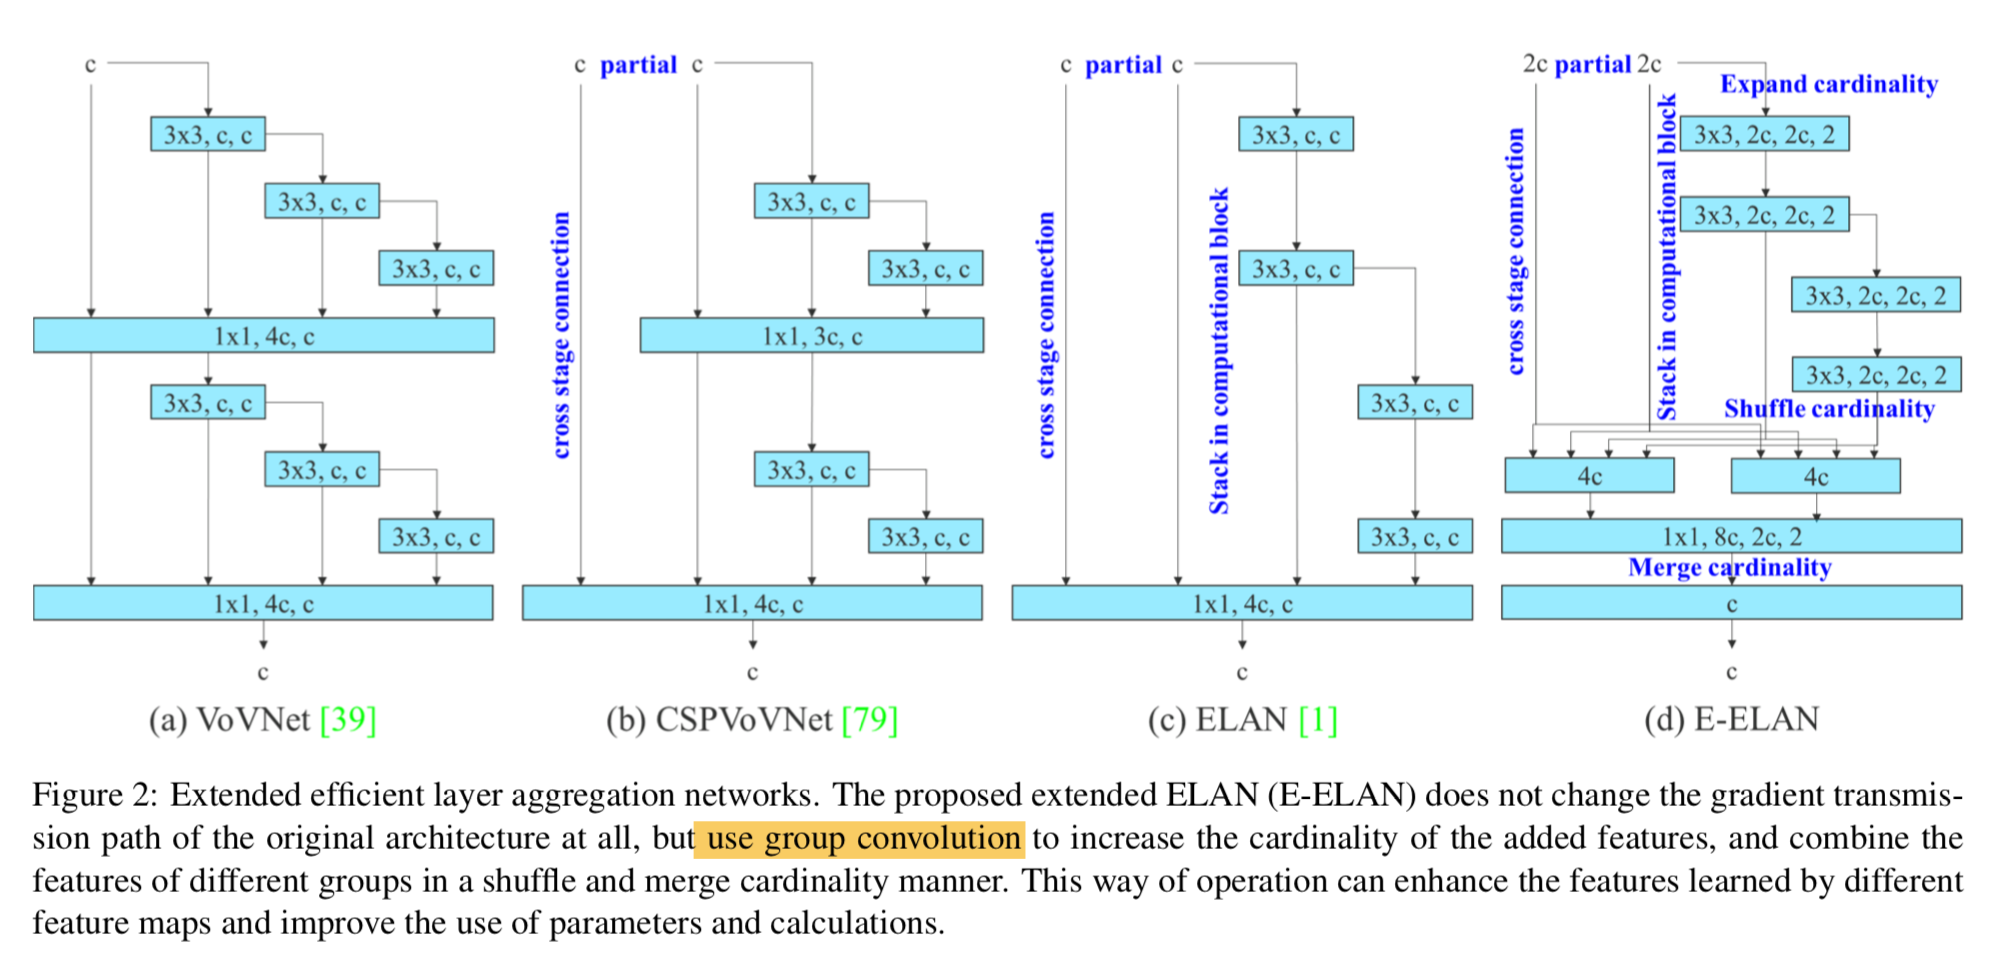 c
3x3, c, c
3x3, c, c
3x3, c, c
1x1, 4c, c
3x3, c, c
3x3, c, c
3x3, c, c
1x1, 4c, c
c
(a) VoVNet [39]
c partial c
cross stage connection
3x3, c, c
3x3, c, c
1x1, 3c, c
3x3, c, c
3x3, c, c
1x1, 4c, c
c
(b) CSPVoVNet [79]
c partial c
cross stage connection
Stack in computational block
3x3, c, c
3x3, c, c
3x3, c, c
3x3, c, c
1x1, 4c, c
c
(c) ELAN [1]
2c partial 2c
Expand cardinality
cross stage connection
Stack in computational block
3x3, 2c, 2c, 2
3x3, 2c, 2c, 2
3x3, 2c, 2c, 2
3x3, 2c, 2c, 2
Shuffle cardinality
4c
4c
1x1, 8c, 2c, 2
Merge cardinality
c
c
(d) E-ELAN
Figure 2: Extended efficient layer aggregation networks. The proposed extended ELAN (E-ELAN) does not change the gradient transmis-
sion path of the original architecture at all, but use group convolution to increase the cardinality of the added features, and combine the
features of different groups in a shuffle and merge cardinality manner. This way of operation can enhance the features learned by different
feature maps and improve the use of parameters and calculations.